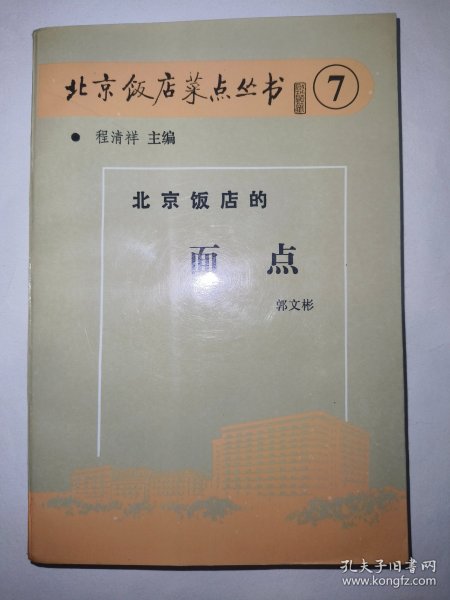 北京饭店菜点丛书 7
● 程清祥 主编
北京饭店的
面点
郭文彬
孔夫子旧书网
www.kongfz.com